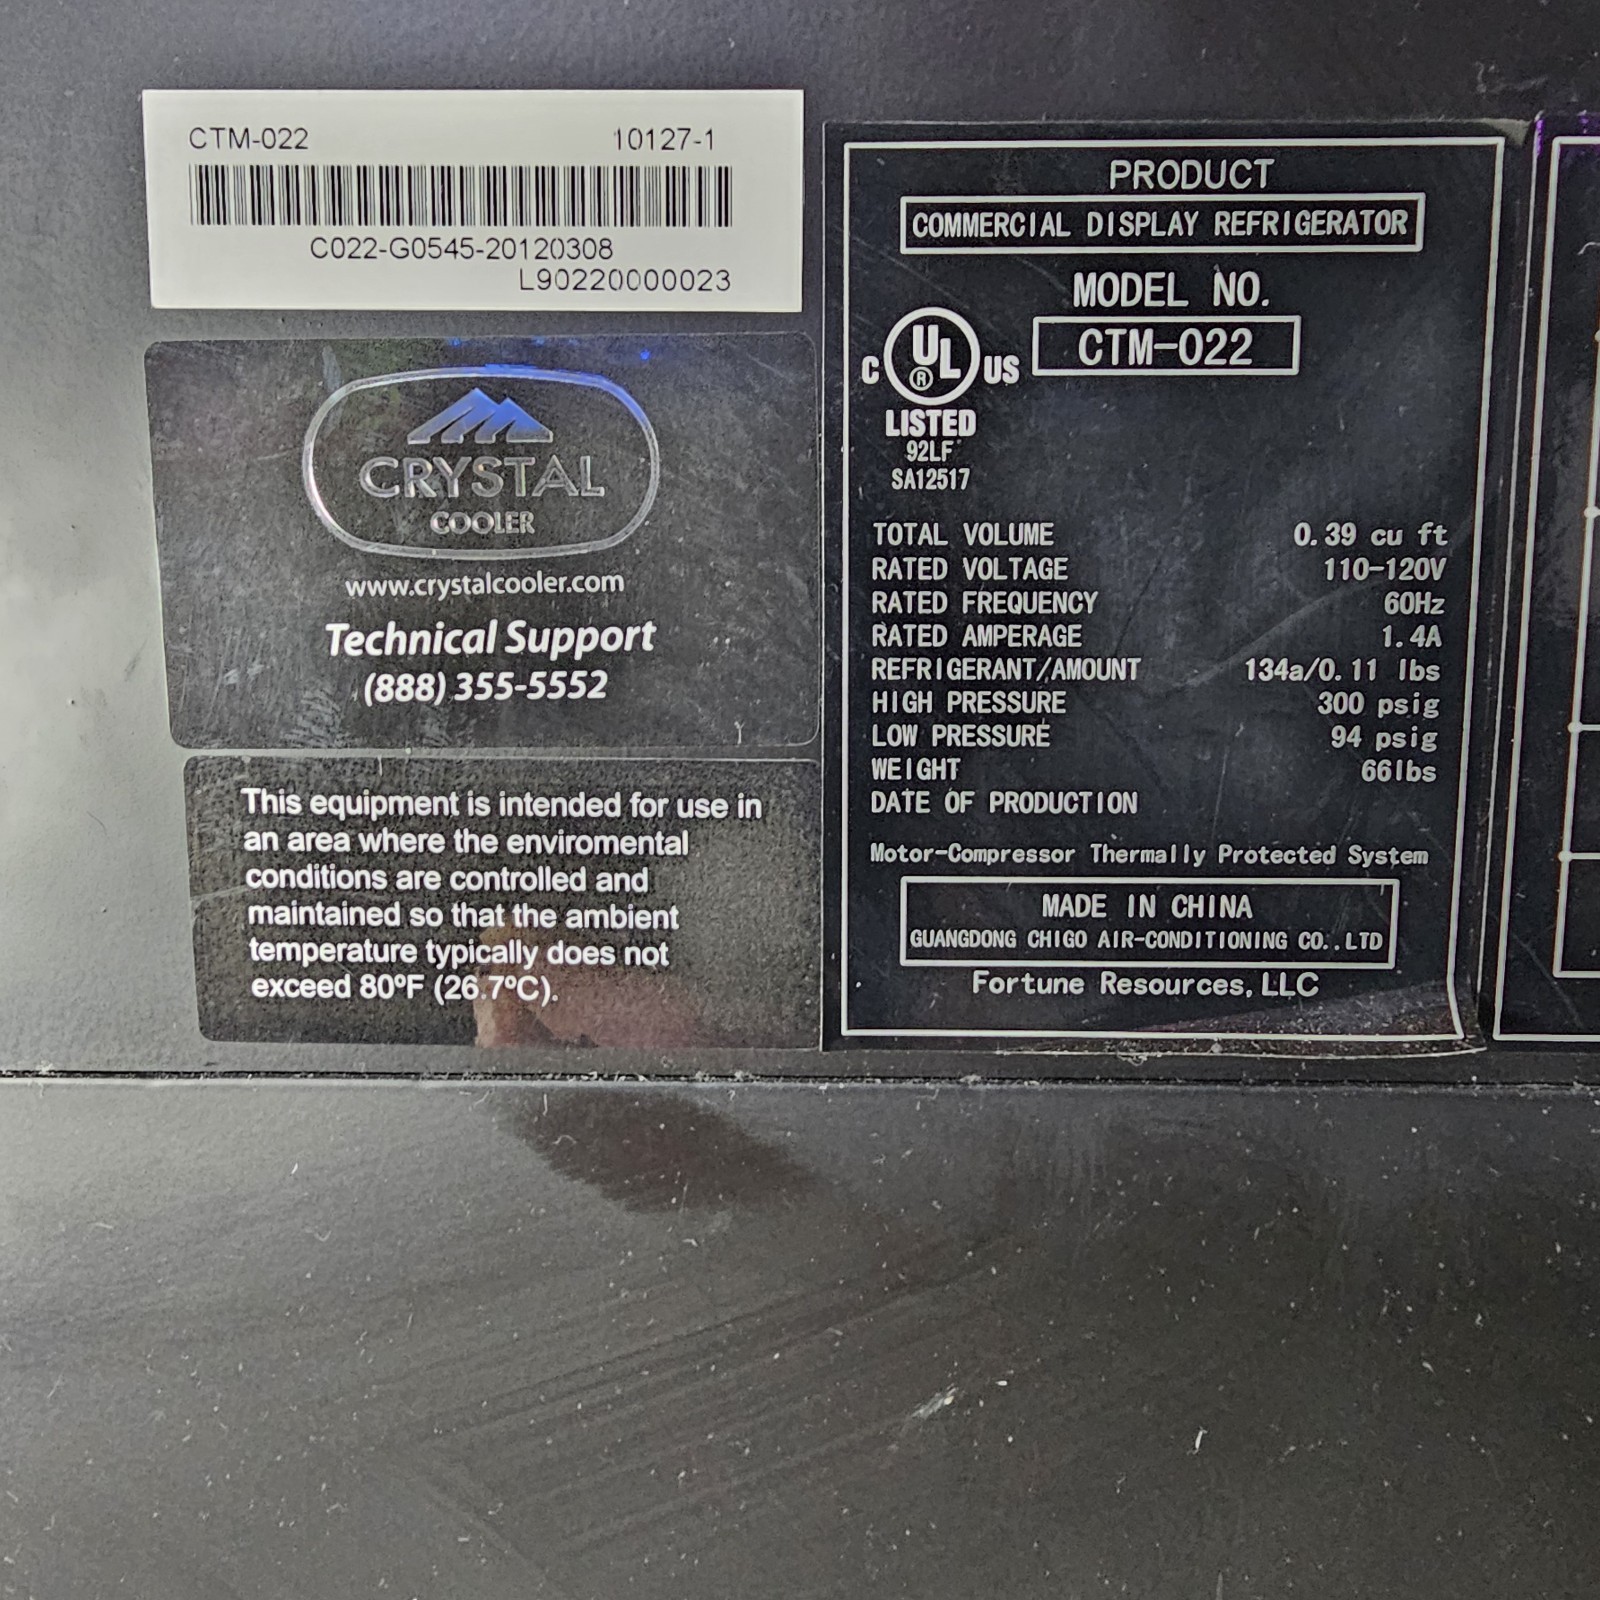 CTM-022 10127-1
C022-G0545-20120308
L90220000023
CRYSTAL
COOLER
www.crystalcooler.com
Technical Support
(888) 355-5552
This equipment is intended for use in
an area where the enviromental
conditions are controlled and
maintained so that the ambient
temperature typically does not
exceed 80ºF (26.7ºC).
PRODUCT
COMMERCIAL DISPLAY REFRIGERATOR
MODEL NO.
CTM-022
C UL ® US
LISTED
92LF
SA12517
TOTAL VOLUME 0.39 cu ft
RATED VOLTAGE 110-120V
RATED FREQUENCY 60Hz
RATED AMPERAGE 1.4A
REFRIGERANT/AMOUNT 134a/0.11 lbs
HIGH PRESSURE 300 psig
LOW PRESSURE 94 psig
WEIGHT 66lbs
DATE OF PRODUCTION
Motor-Compressor Thermally Protected System
MADE IN CHINA
GUANGDONG CHIGO AIR-CONDITIONING CO.,LTD
Fortune Resources, LLC